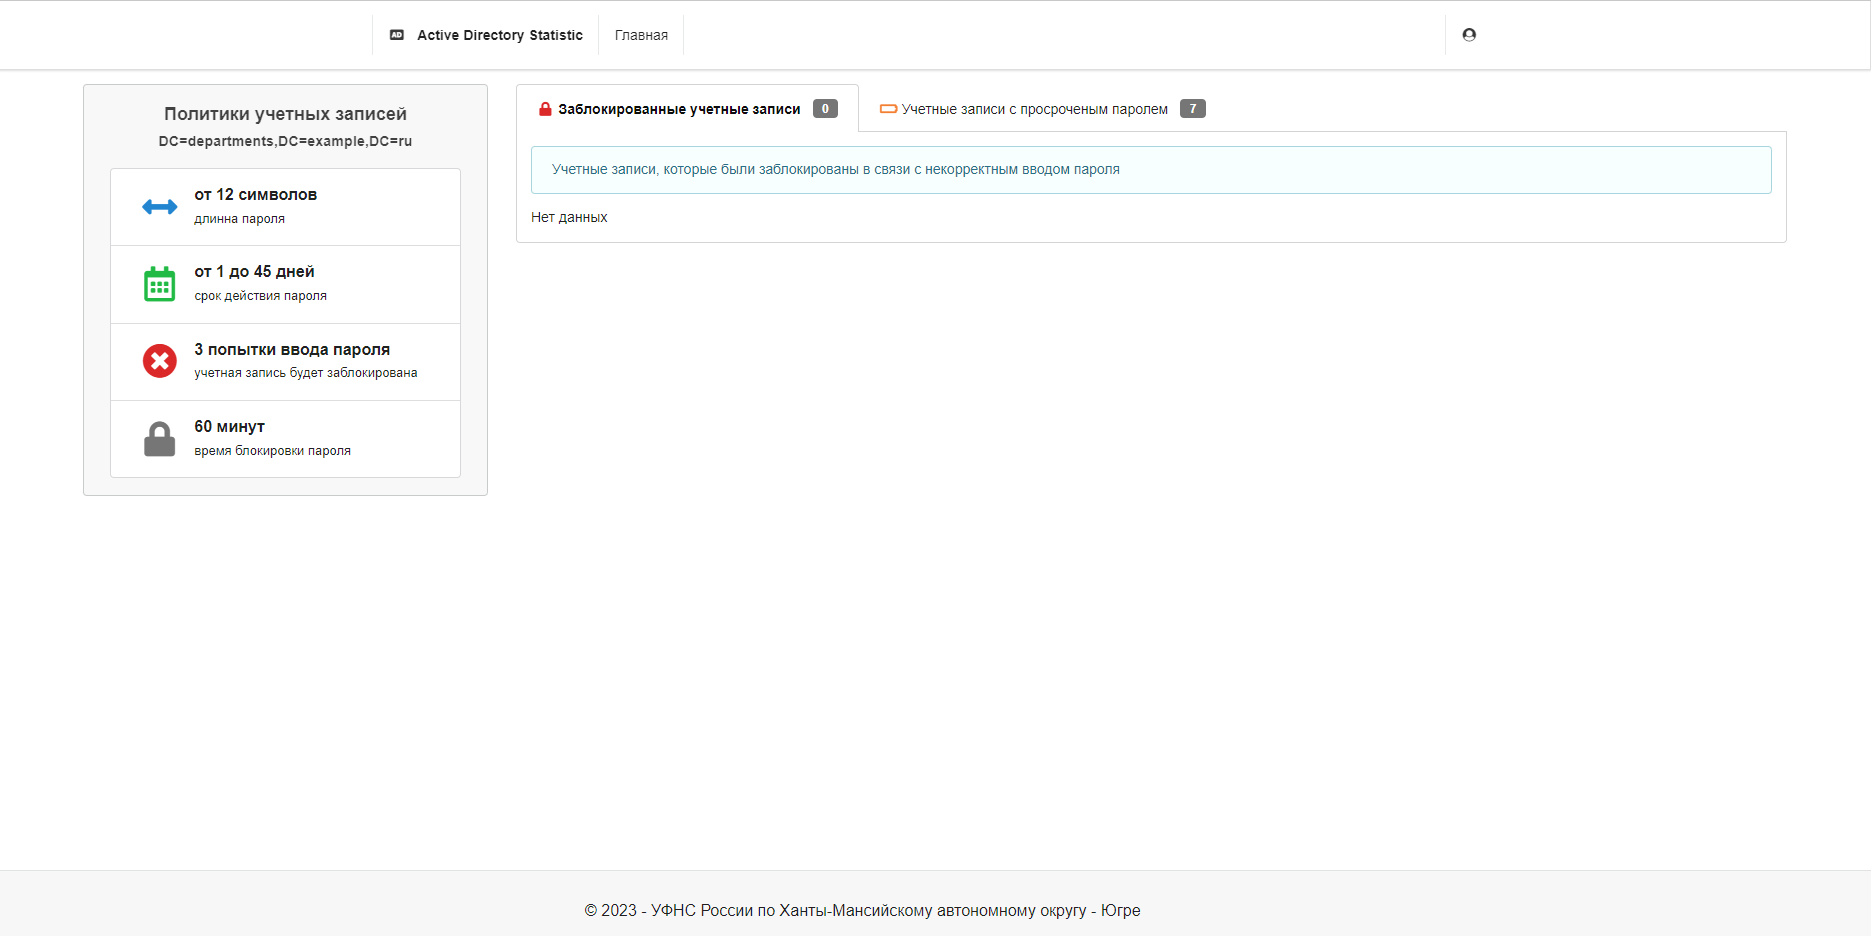 AD Active Directory Statistic Главная
Политики учетных записей
DC=departments,DC=example,DC=ru
от 12 символов
длинна пароля
от 1 до 45 дней
срок действия пароля
3 попытки ввода пароля
учетная запись будет заблокирована
60 минут
время блокировки пароля
Заблокированные учетные записи 0 Учетные записи с просроченым паролем 7
Учетные записи, которые были заблокированы в связи с некорректным вводом пароля
Нет данных
© 2023 - УФНС России по Ханты-Мансийскому автономному округу - Югре